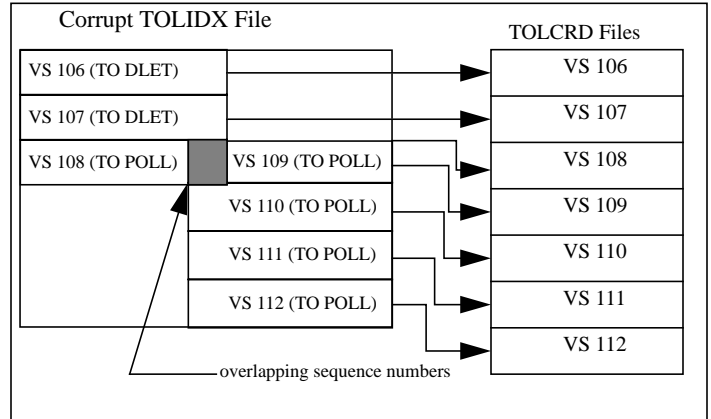 Corrupt TOLIDX File
TOLCRD Files
VS 106 (TO DLET)
VS 106
VS 107 (TO DLET)
VS 107
VS 108 (TO POLL)
VS 109 (TO POLL)
VS 108
VS 110 (TO POLL)
VS 109
VS 111 (TO POLL)
VS 110
VS 112 (TO POLL)
VS 111
VS 112
overlapping sequence numbers